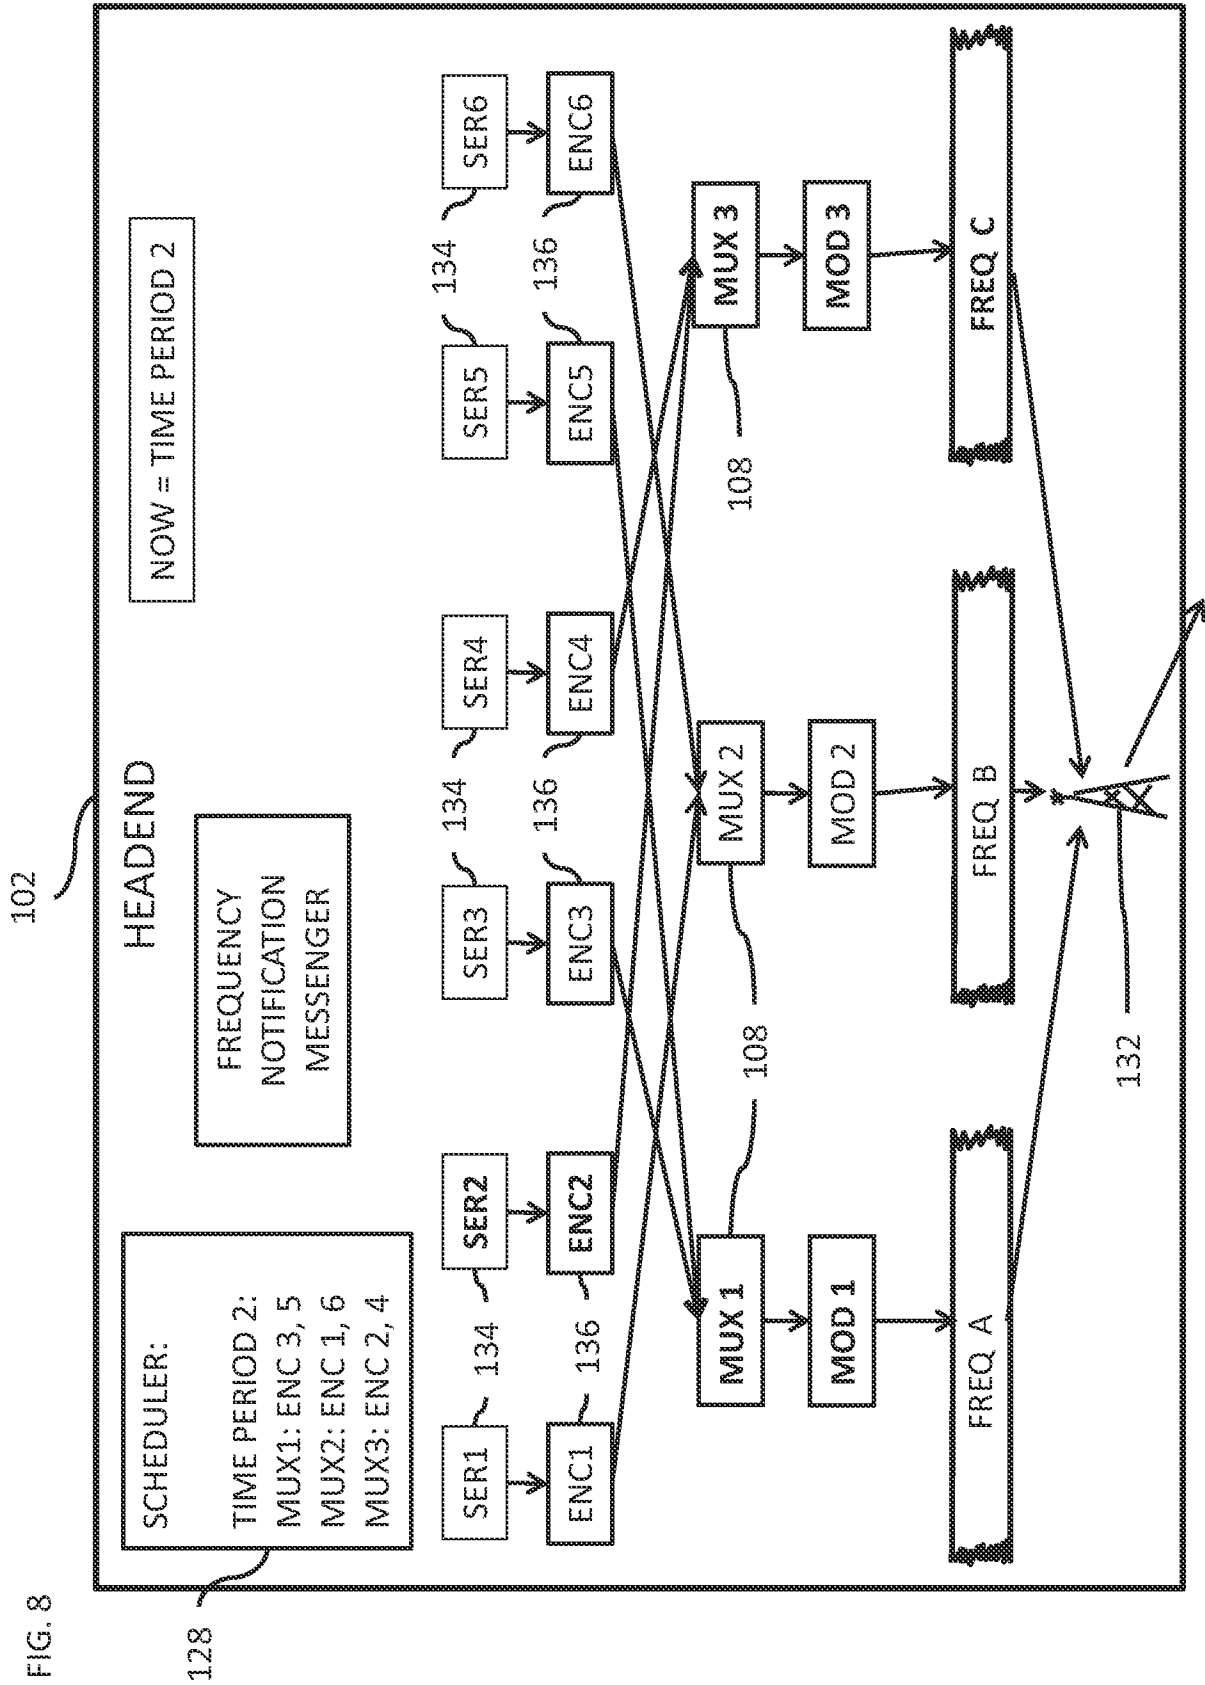 FIG. 8
102
HEADEND
128
SCHEDULER:
TIME PERIOD 2:
MUX1: ENC 3, 5
MUX2: ENC 1, 6
MUX3: ENC 2, 4
FREQUENCY
NOTIFICATION
MESSENGER
NOW = TIME PERIOD 2
SER1
134
SER2
SER3
134
SER4
SER5
134
SER6
ENC1
136
ENC2
ENC3
136
ENC4
ENC5
136
ENC6
MUX 1
108
MUX 2
108
MUX 3
MOD 1
MOD 2
MOD 3
FREQ A
FREQ B
FREQ C
132